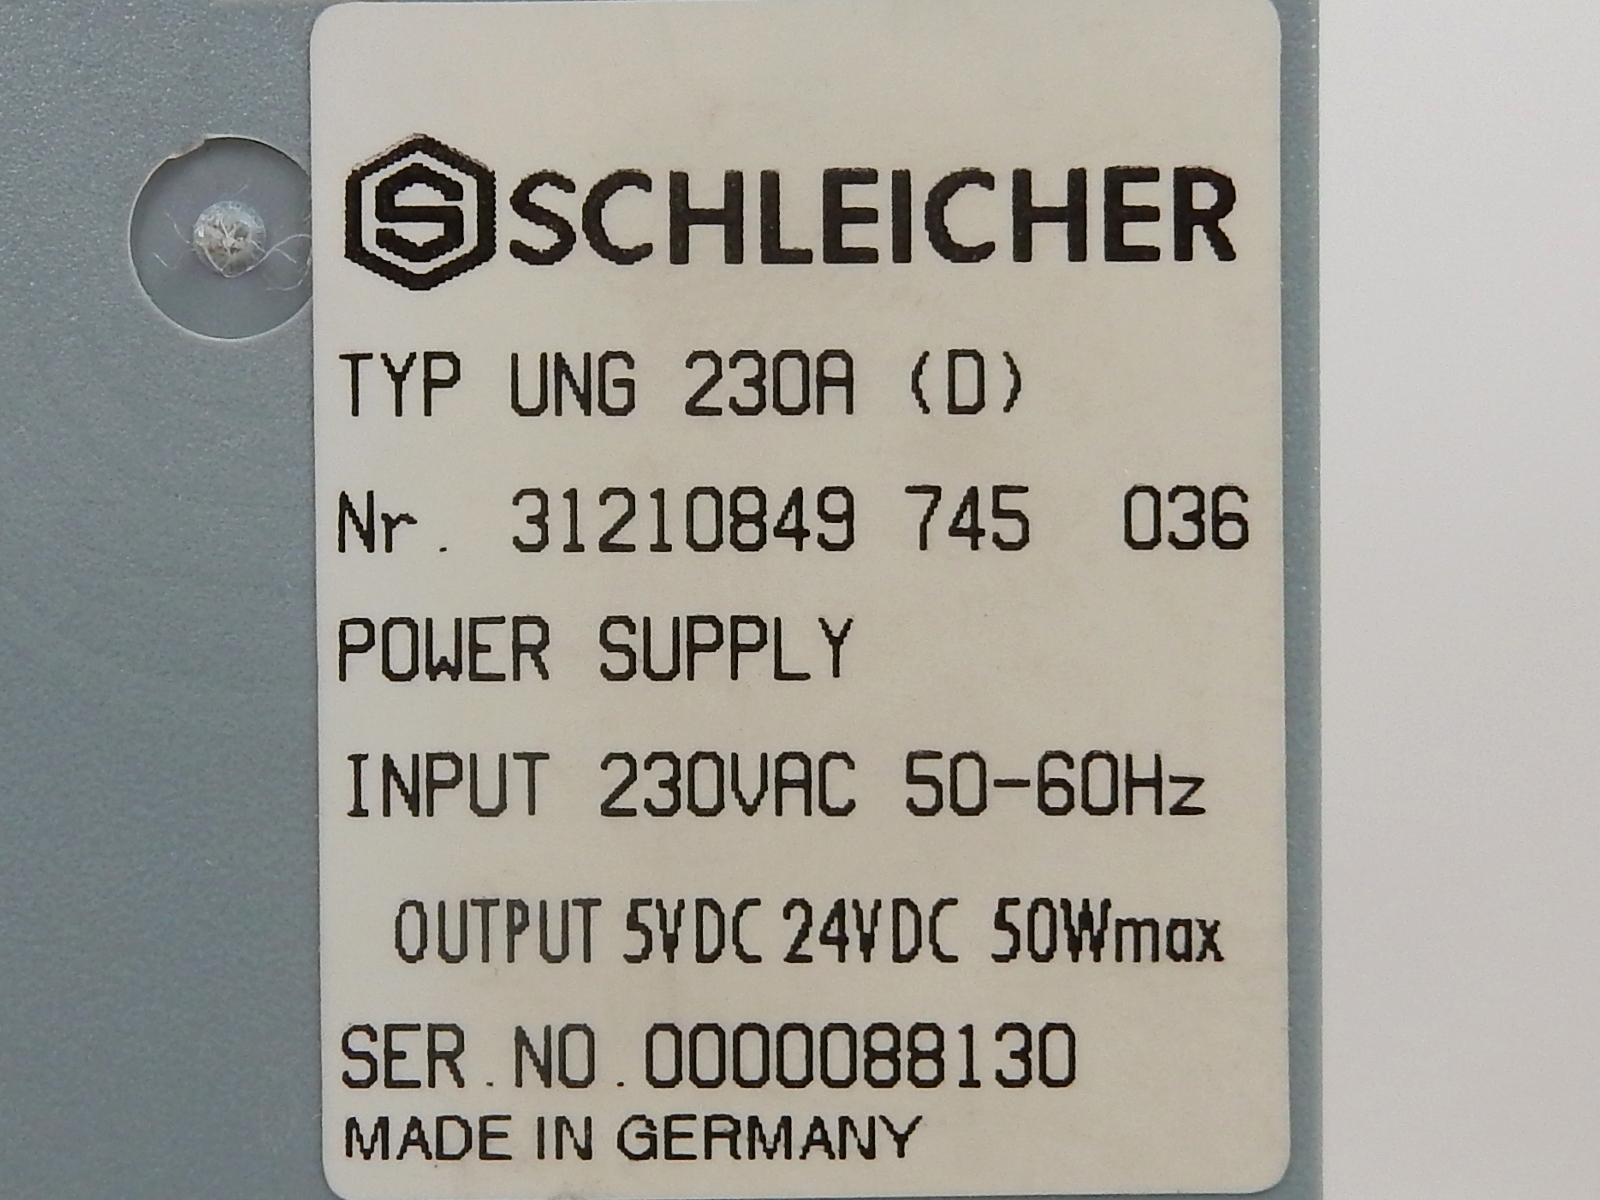 S SCHLEICHER
TYP UNG 230A (D)
Nr. 31210849 745 036
POWER SUPPLY
INPUT 230VAC 50-60Hz
OUTPUT 5VDC 24VDC 50Wmax
SER.NO.0000088130
MADE IN GERMANY